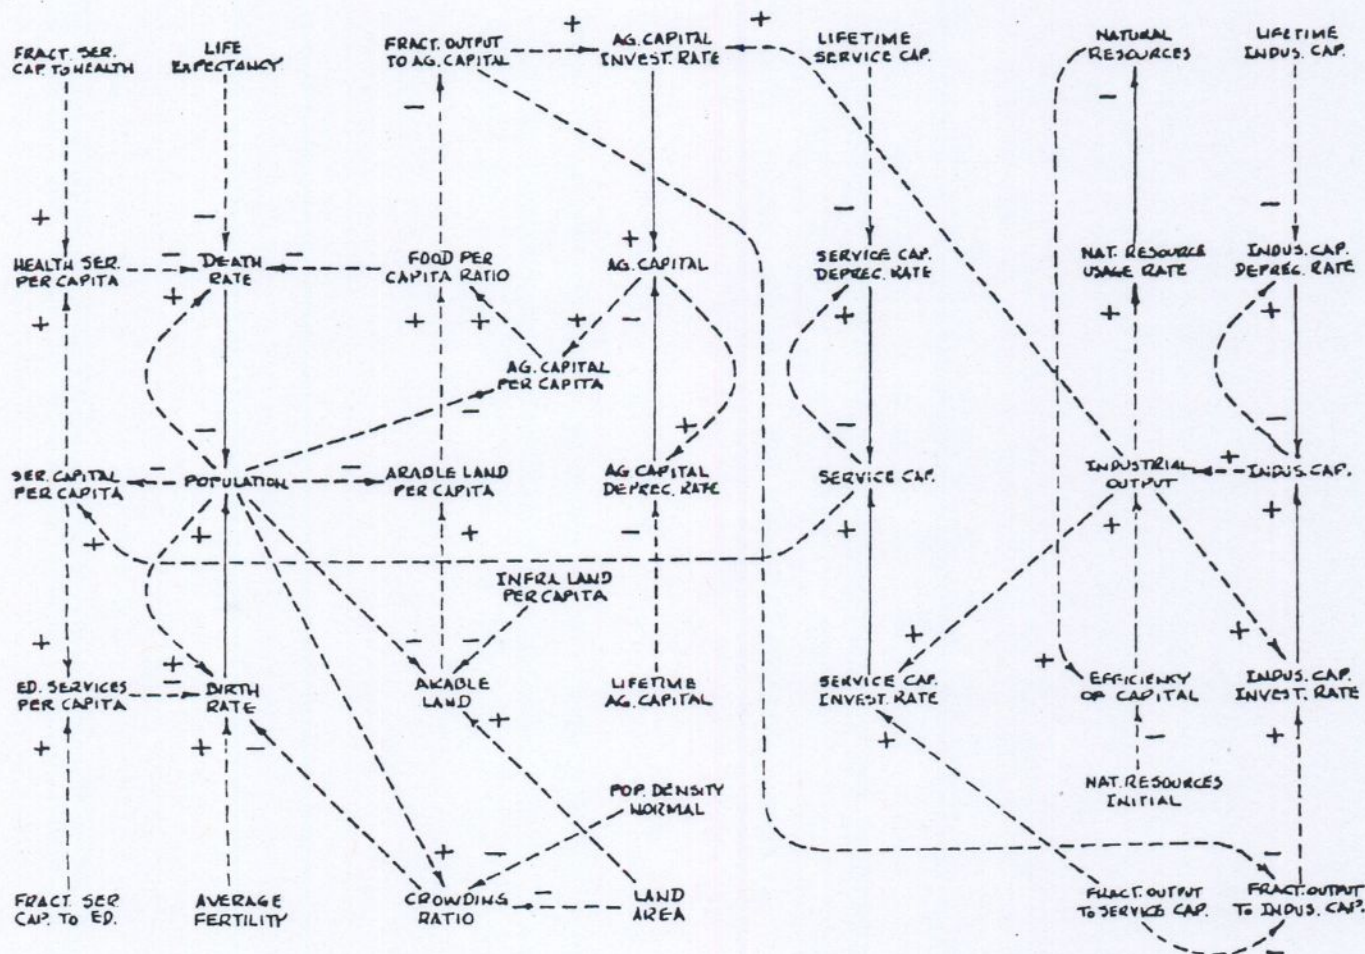 FRACT. SER.
CAP. TO HEALTH
LIFE
EXPECTANCY
FRACT. OUTPUT
TO AG. CAPITAL
+
AG. CAPITAL
INVEST. RATE
+
LIFETIME
SERVICE CAP.
NATURAL
RESOURCES
LIFETIME
INDUS. CAP.
−
−
+
−
−
−
−
HEALTH SER.
PER CAPITA
−
DEATH
RATE
−
FOOD PER
CAPITA RATIO
+
AG. CAPITAL
SERVICE CAP.
DEPREC. RATE
NAT. RESOURCE
USAGE RATE
INDUS. CAP.
DEPREC. RATE
+
+
+
+
+
−
+
+
+
AG. CAPITAL
PER CAPITA
−
−
+
−
−
SER. CAPITAL
PER CAPITA
−
POPULATION
−
ARABLE LAND
PER CAPITA
AG. CAPITAL
DEPREC. RATE
SERVICE CAP.
INDUSTRIAL
OUTPUT
+
INDUS. CAP.
+
+
+
−
+
+
+
INFRA LAND
PER CAPITA
+
+
−
−
−
+
+
+
ED. SERVICES
PER CAPITA
BIRTH
RATE
ARABLE
LAND
LIFETIME
AG. CAPITAL
SERVICE CAP.
INVEST. RATE
EFFICIENCY
OF CAPITAL
INDUS. CAP.
INVEST. RATE
+
+
−
+
+
−
+
POP. DENSITY
NORMAL
NAT. RESOURCES
INITIAL
+
−
−
FRACT. SER
CAP. TO ED.
AVERAGE
FERTILITY
CROWDING
RATIO
−
LAND
AREA
FRACT. OUTPUT
TO SERVICE CAP.
FRACT. OUTPUT
TO INDUS. CAP.
−